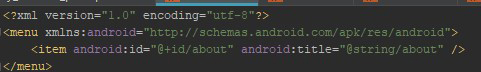 <?xml version="1.0" encoding="utf-8"?>
<menu xmlns:android="http://schemas.android.com/apk/res/android">
    <item android:id="@+id/about" android:title="@string/about" />
</menu>